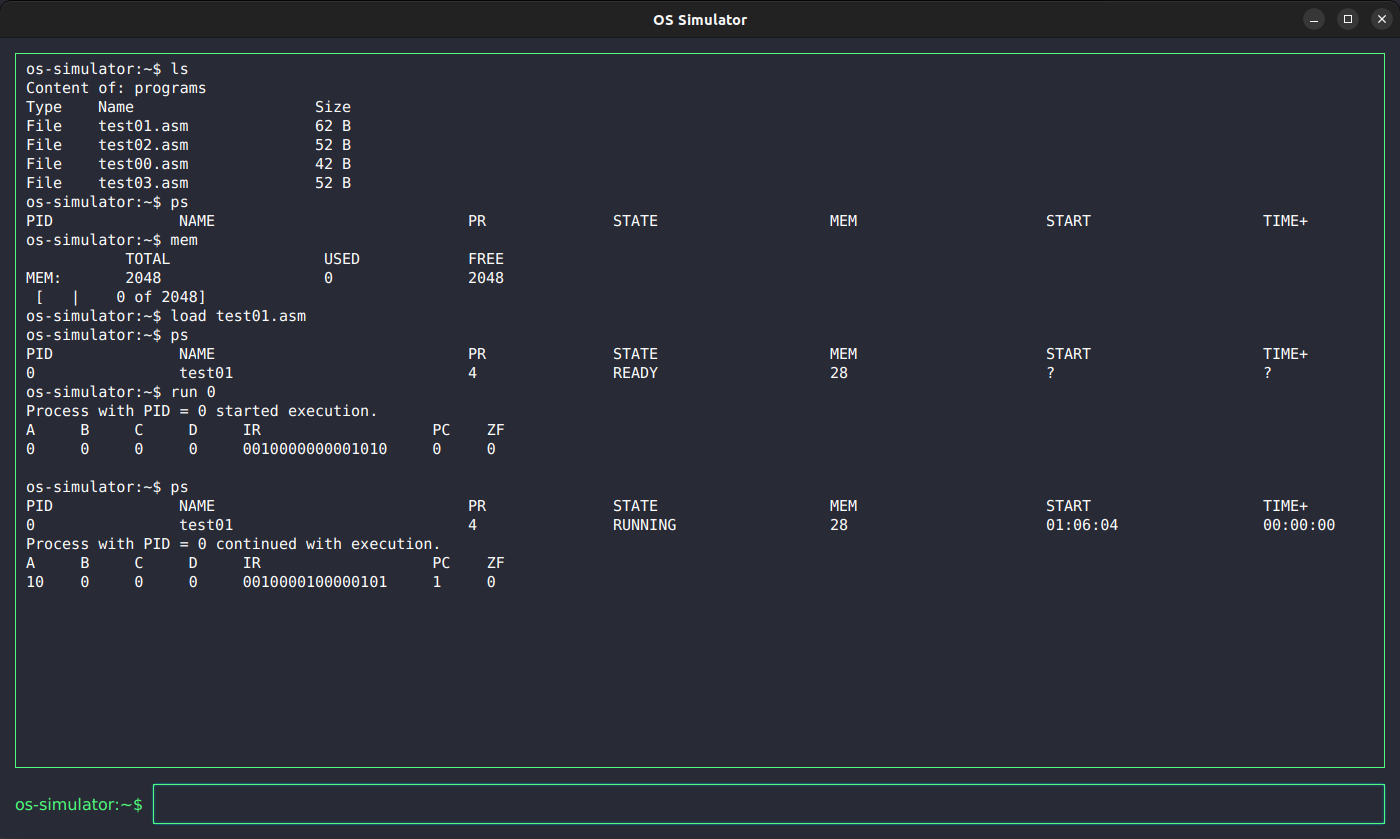 OS Simulator
os-simulator:~$ ls
Content of: programs
Type Name Size
File test01.asm 62 B
File test02.asm 52 B
File test00.asm 42 B
File test03.asm 52 B
os-simulator:~$ ps
PID NAME PR STATE MEM START TIME+
os-simulator:~$ mem
TOTAL USED FREE
MEM: 2048 0 2048
[ | 0 of 2048]
os-simulator:~$ load test01.asm
os-simulator:~$ ps
PID NAME PR STATE MEM START TIME+
0 test01 4 READY 28 ? ?
os-simulator:~$ run 0
Process with PID = 0 started execution.
A B C D IR PC ZF
0 0 0 0 0010000000001010 0 0
os-simulator:~$ ps
PID NAME PR STATE MEM START TIME+
0 test01 4 RUNNING 28 01:06:04 00:00:00
Process with PID = 0 continued with execution.
A B C D IR PC ZF
10 0 0 0 0010000100000101 1 0
os-simulator:~$